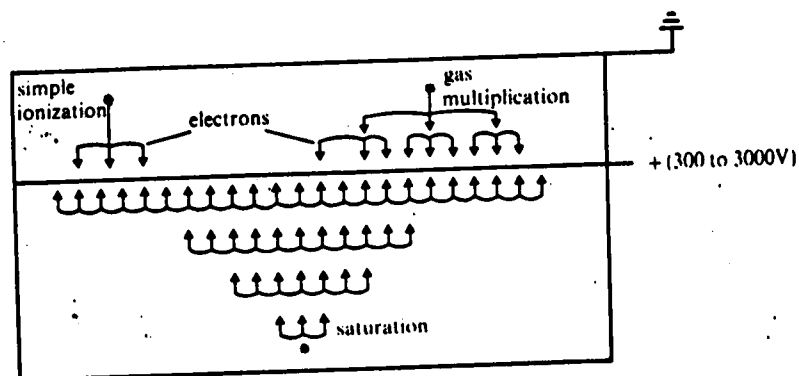 simple
ionization
electrons
gas
multiplication
+ (300 to 3000V)
saturation